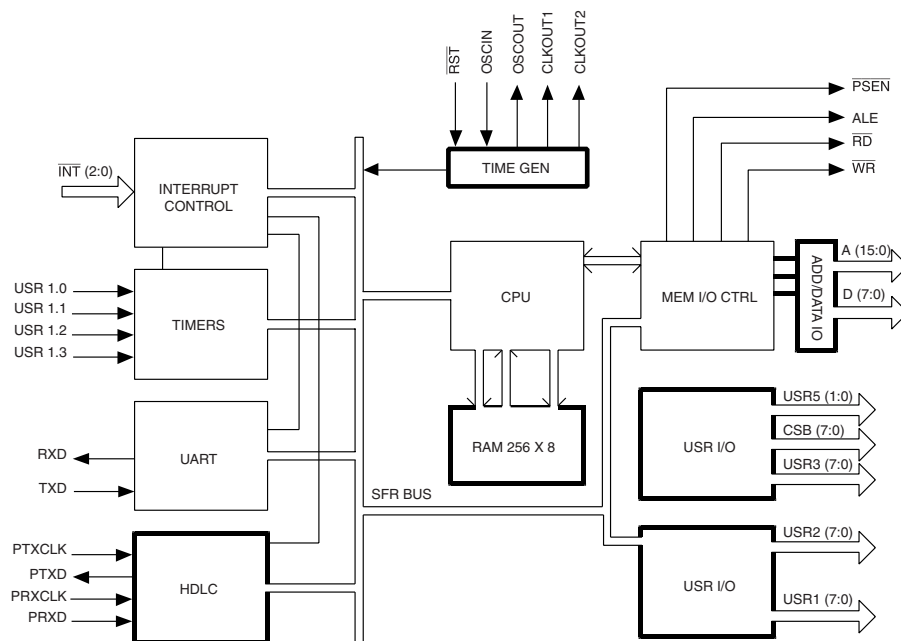 RST
OSCIN
OSCOUT
CLKOUT1
CLKOUT2
PSEN
ALE
RD
WR
TIME GEN
INT (2:0)
INTERRUPT
CONTROL
USR 1.0
USR 1.1
USR 1.2
USR 1.3
TIMERS
CPU
MEM I/O CTRL
ADD/DATA IO
A (15:0)
D (7:0)
RAM 256 X 8
USR I/O
USR5 (1:0)
CSB (7:0)
USR3 (7:0)
RXD
TXD
UART
SFR BUS
PTXCLK
PTXD
PRXCLK
PRXD
HDLC
USR I/O
USR2 (7:0)
USR1 (7:0)